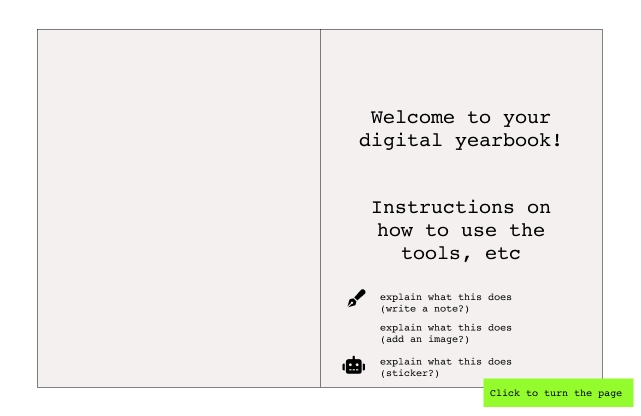 Welcome to your
digital yearbook!
Instructions on
how to use the
tools, etc
explain what this does
(write a note?)
explain what this does
(add an image?)
explain what this does
(sticker?)
Click to turn the page